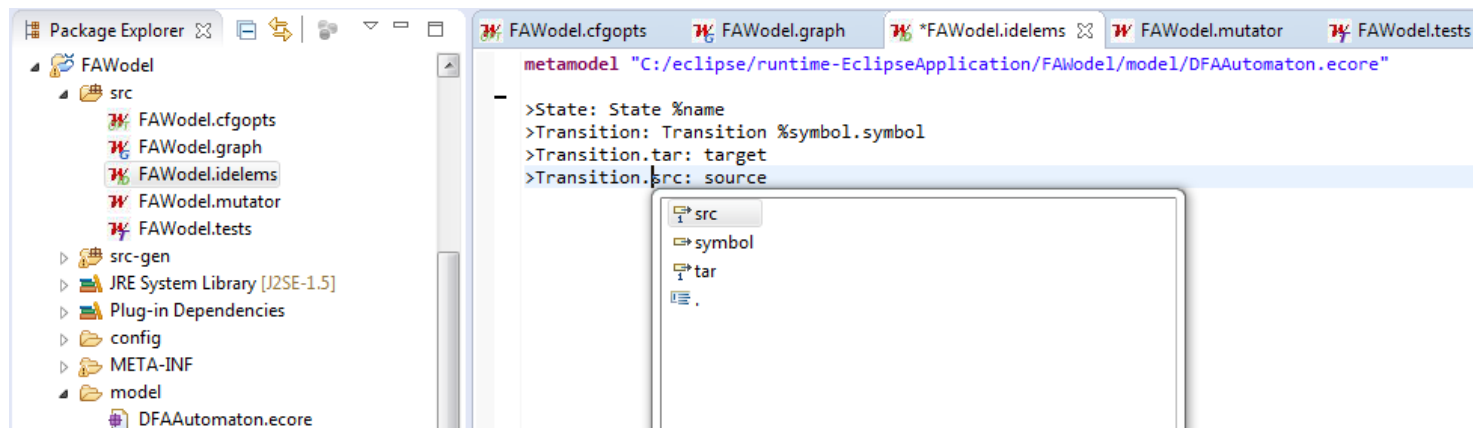 Package Explorer
FAWodel
src
FAWodel.cfgopts
FAWodel.graph
FAWodel.idelems
FAWodel.mutator
FAWodel.tests
src-gen
JRE System Library [J2SE-1.5]
Plug-in Dependencies
config
META-INF
model
DFAAutomaton.ecore
FAWodel.cfgopts FAWodel.graph *FAWodel.idelems FAWodel.mutator FAWodel.tests
metamodel "C:/eclipse/runtime-EclipseApplication/FAWodel/model/DFAAutomaton.ecore"
>State: State %name
>Transition: Transition %symbol.symbol
>Transition.tar: target
>Transition.src: source
src
symbol
tar
.